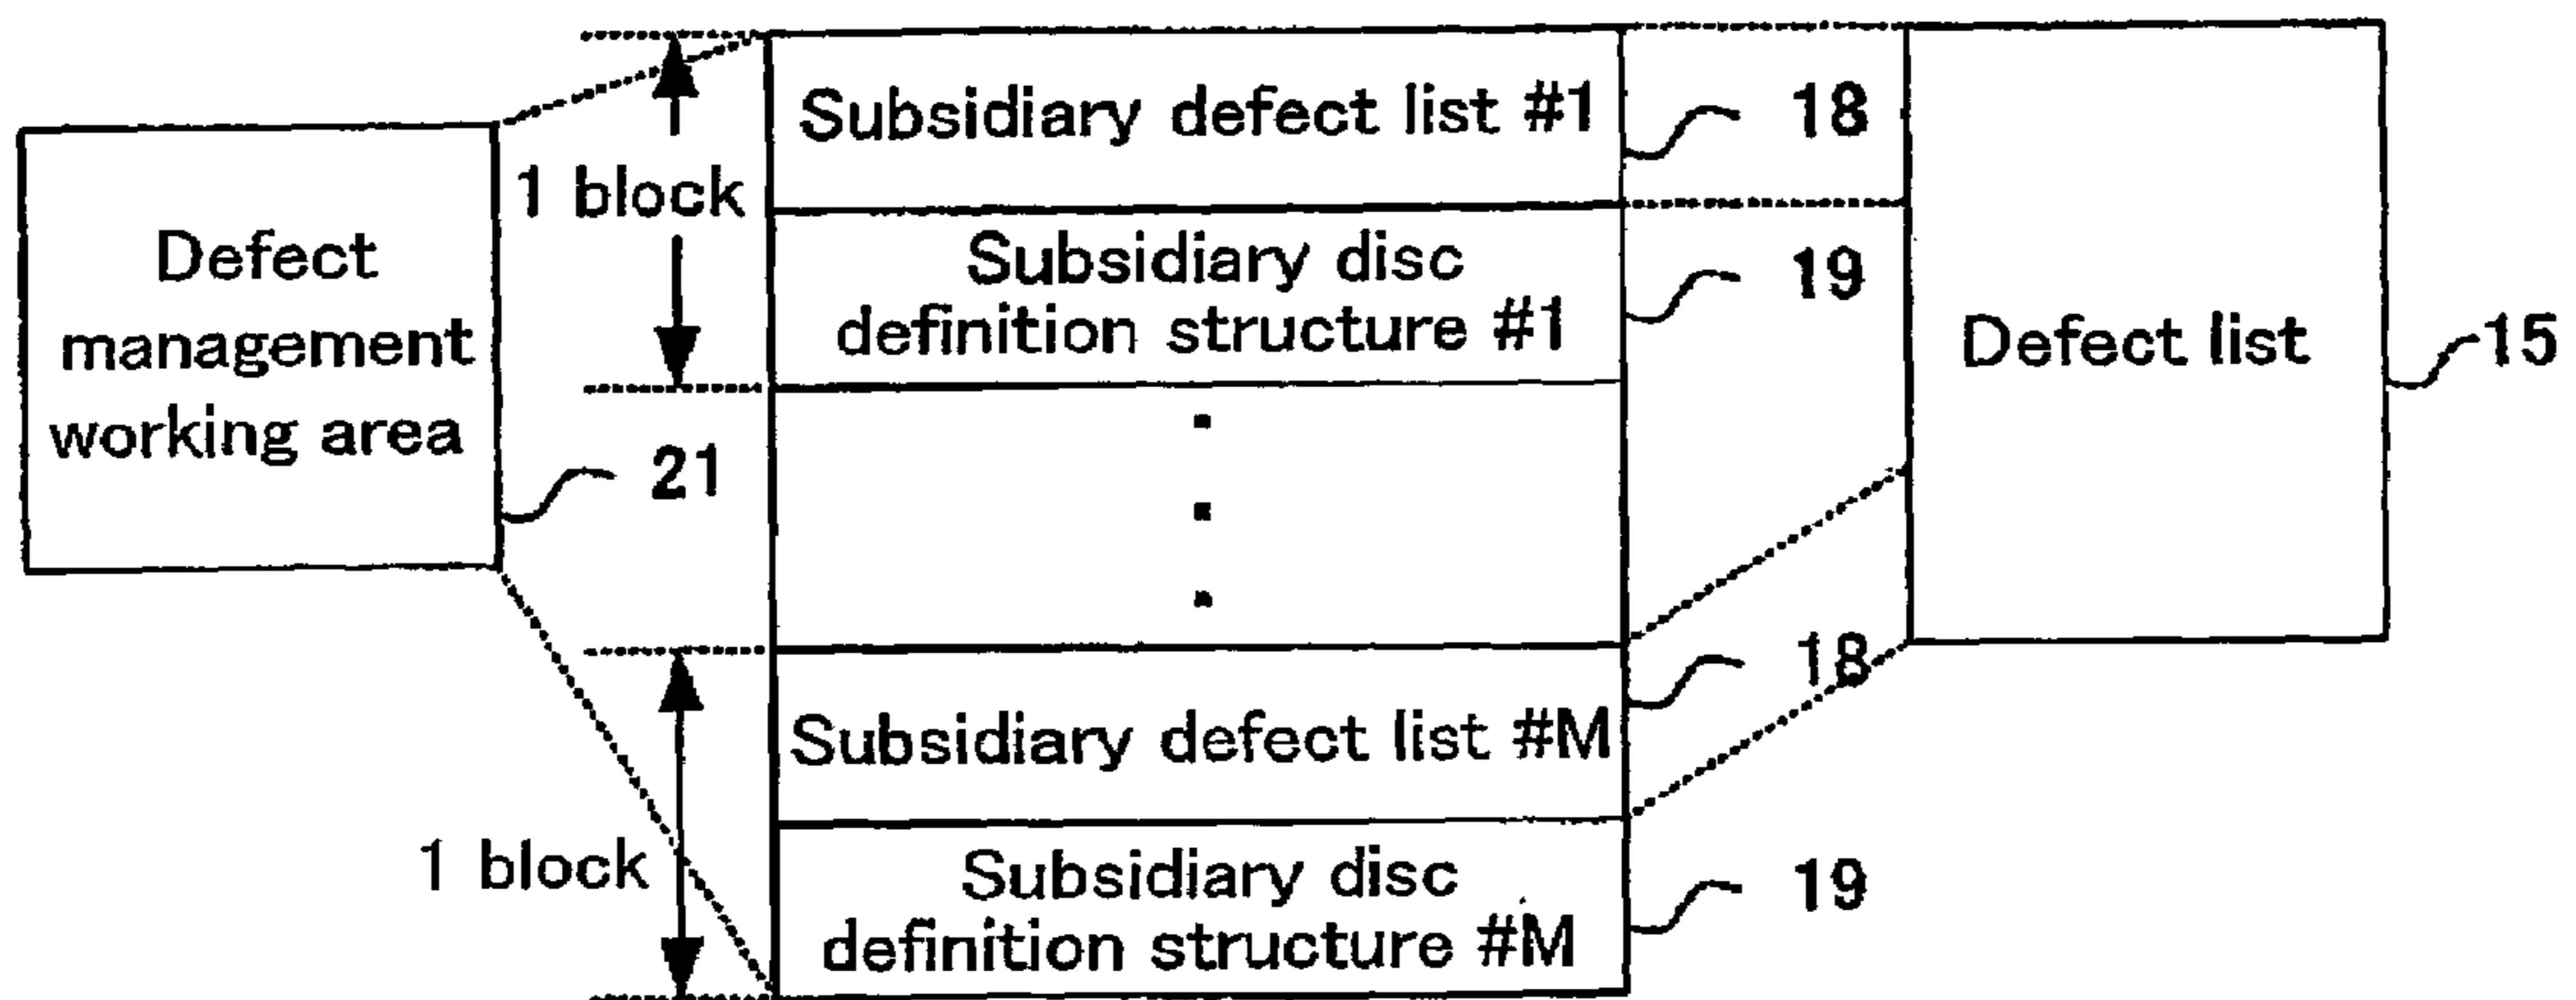 Defect
management
working area
21
1 block
Subsidiary defect list #1
18
Subsidiary disc
definition structure #1
19
18
Subsidiary defect list #M
1 block
Subsidiary disc
definition structure #M
19
Defect list
15